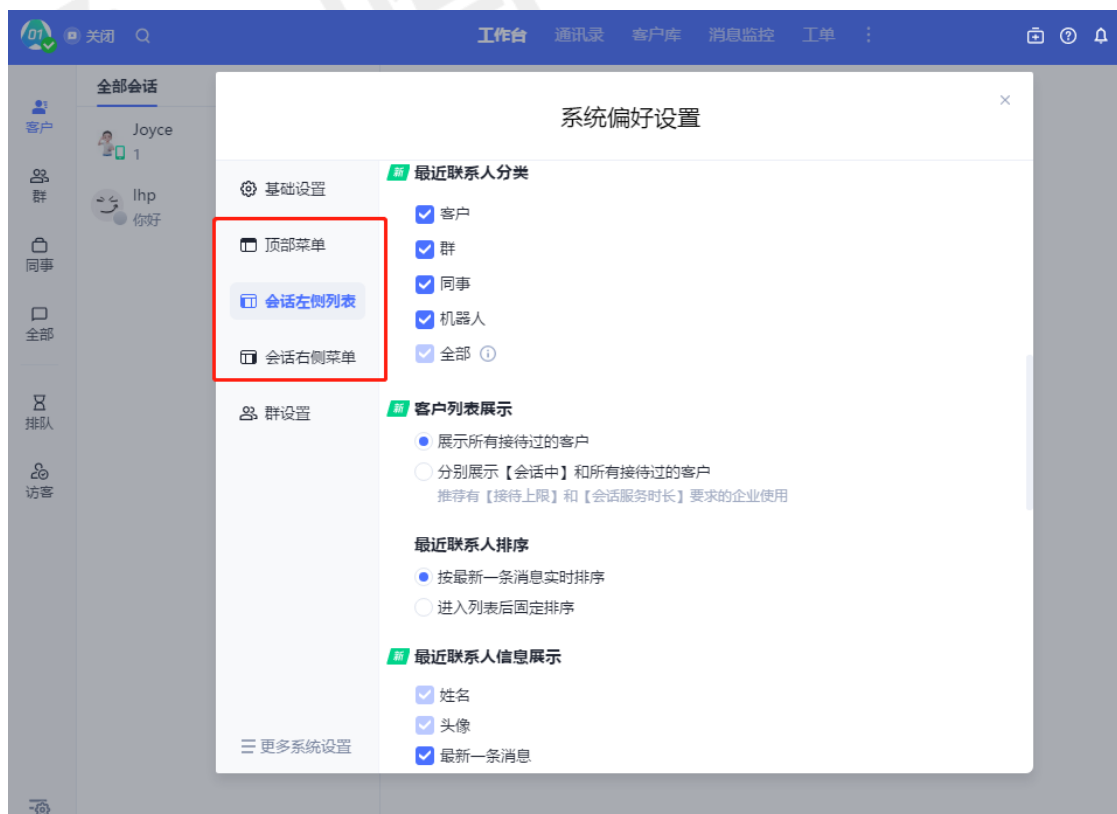 01 关闭 工作台 通讯录 客户库 消息监控 工单
全部会话
客户
Joyce
1
群
lhp
你好
同事
全部
排队
访客
系统偏好设置
基础设置
顶部菜单
会话左侧列表
会话右侧菜单
群设置
更多系统设置
新 最近联系人分类
客户
群
同事
机器人
全部
新 客户列表展示
展示所有接待过的客户
分别展示【会话中】和所有接待过的客户
推荐有【接待上限】和【会话服务时长】要求的企业使用
最近联系人排序
按最新一条消息实时排序
进入列表后固定排序
新 最近联系人信息展示
姓名
头像
最新一条消息